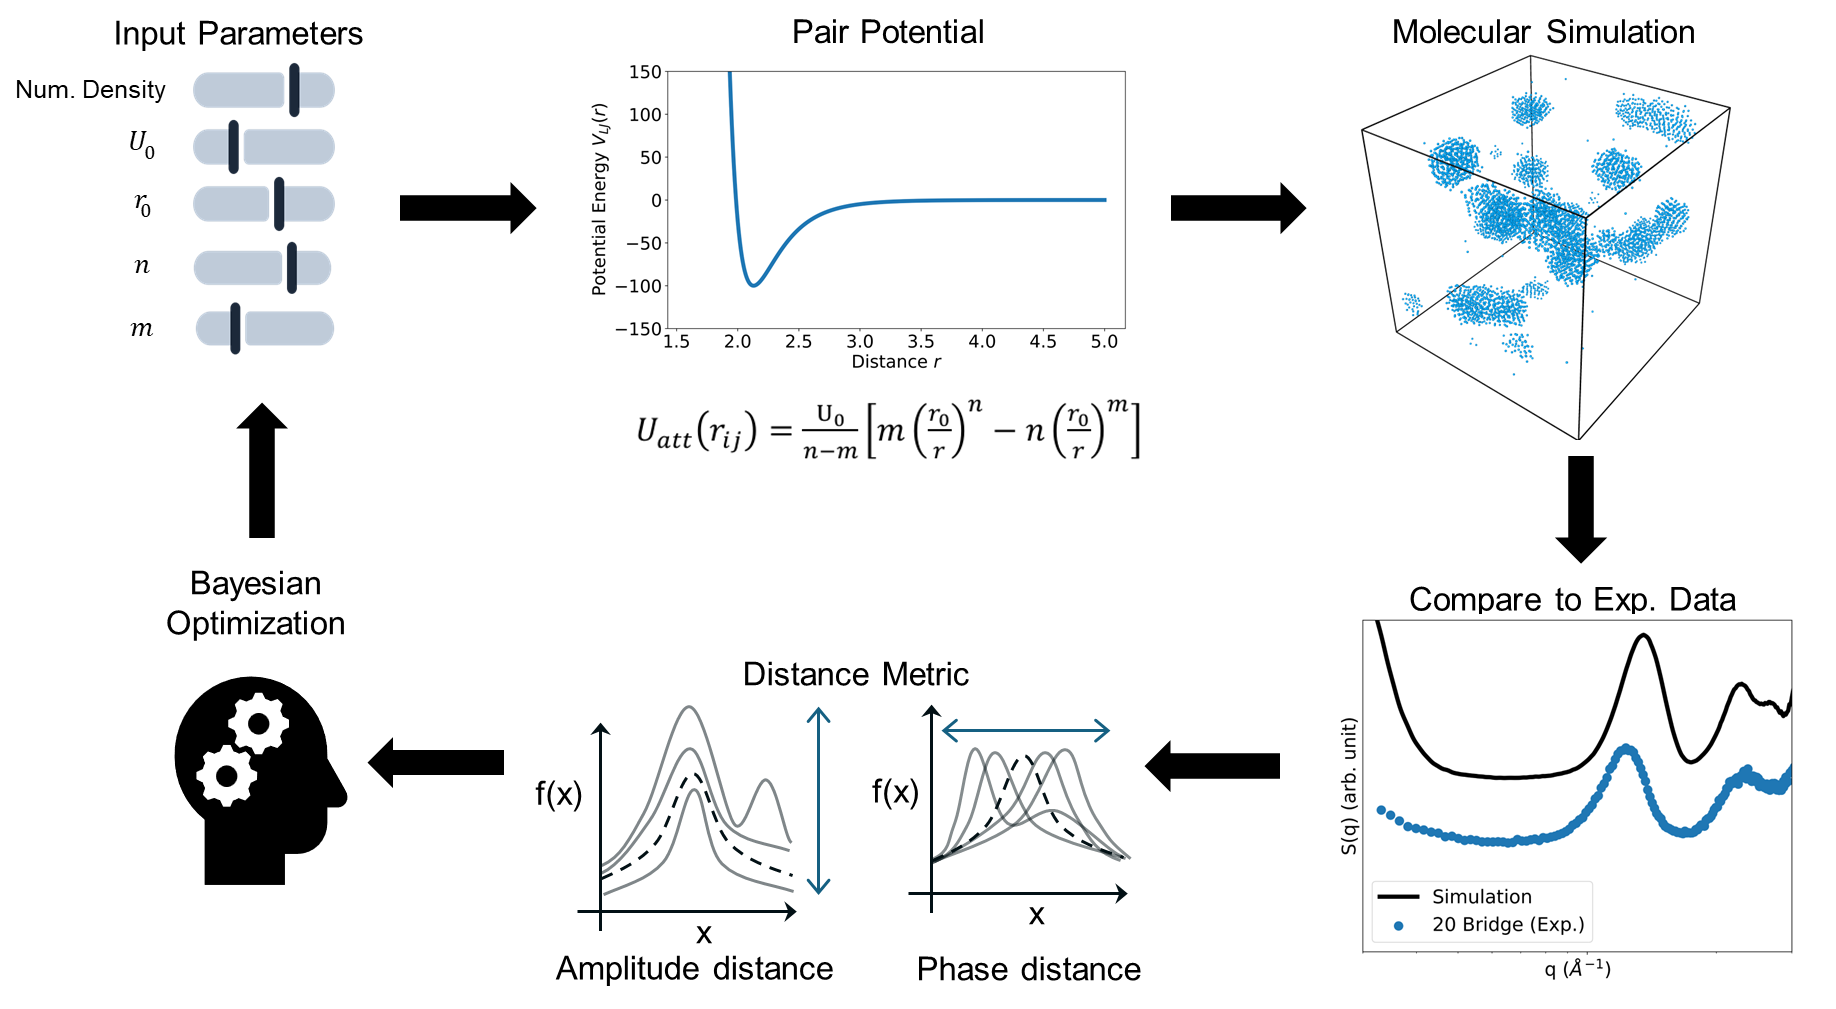 Input Parameters
Num. Density
U₀
r₀
n
m
Pair Potential
Potential Energy V_LJ(r)
150
100
50
0
−50
−100
−150
1.5 2.0 2.5 3.0 3.5 4.0 4.5 5.0
Distance r
U_att(r_ij) = U₀/(n−m) [m (r₀/r)^n − n (r₀/r)^m]
Molecular Simulation
Compare to Exp. Data
S(q) (arb. unit)
Simulation
20 Bridge (Exp.)
q (Å⁻¹)
Distance Metric
f(x)
x
Amplitude distance
f(x)
x
Phase distance
Bayesian
Optimization